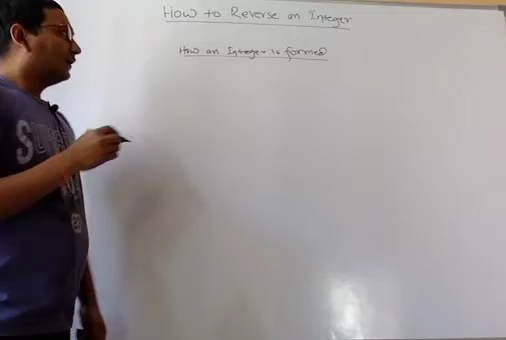 How to Reverse an Integer
How an Integer is formed